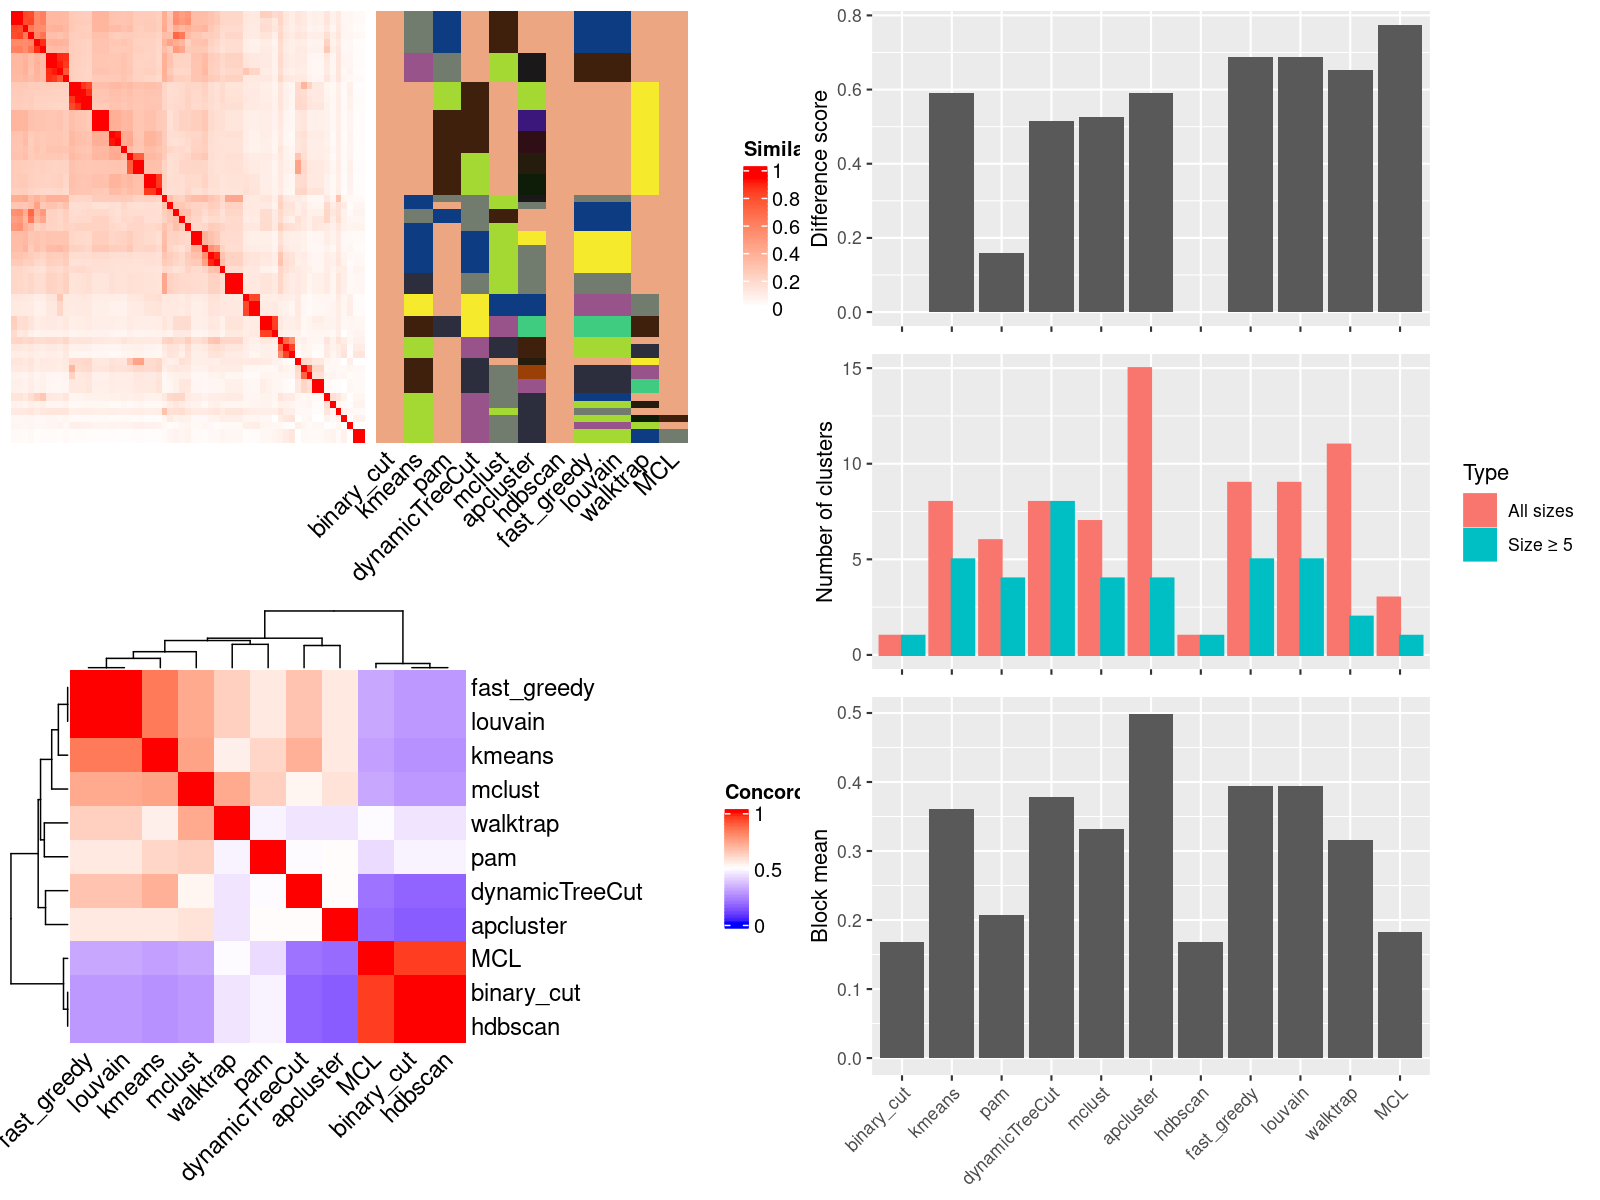 Simila
1
0.8
0.6
0.4
0.2
0
binary_cut
kmeans
pam
dynamicTreeCut
mclust
apcluster
hdbscan
fast_greedy
louvain
walktrap
MCL
fast_greedy
louvain
kmeans
mclust
walktrap
pam
dynamicTreeCut
apcluster
MCL
binary_cut
hdbscan
fast_greedy
louvain
kmeans
mclust
walktrap
pam
dynamicTreeCut
apcluster
MCL
binary_cut
hdbscan
Concord
1
0.5
0
Difference score
0.8
0.6
0.4
0.2
0.0
Number of clusters
15
10
5
0
Type
All sizes
Size ≥ 5
Block mean
0.5
0.4
0.3
0.2
0.1
0.0
binary_cut
kmeans
pam
dynamicTreeCut
mclust
apcluster
hdbscan
fast_greedy
louvain
walktrap
MCL